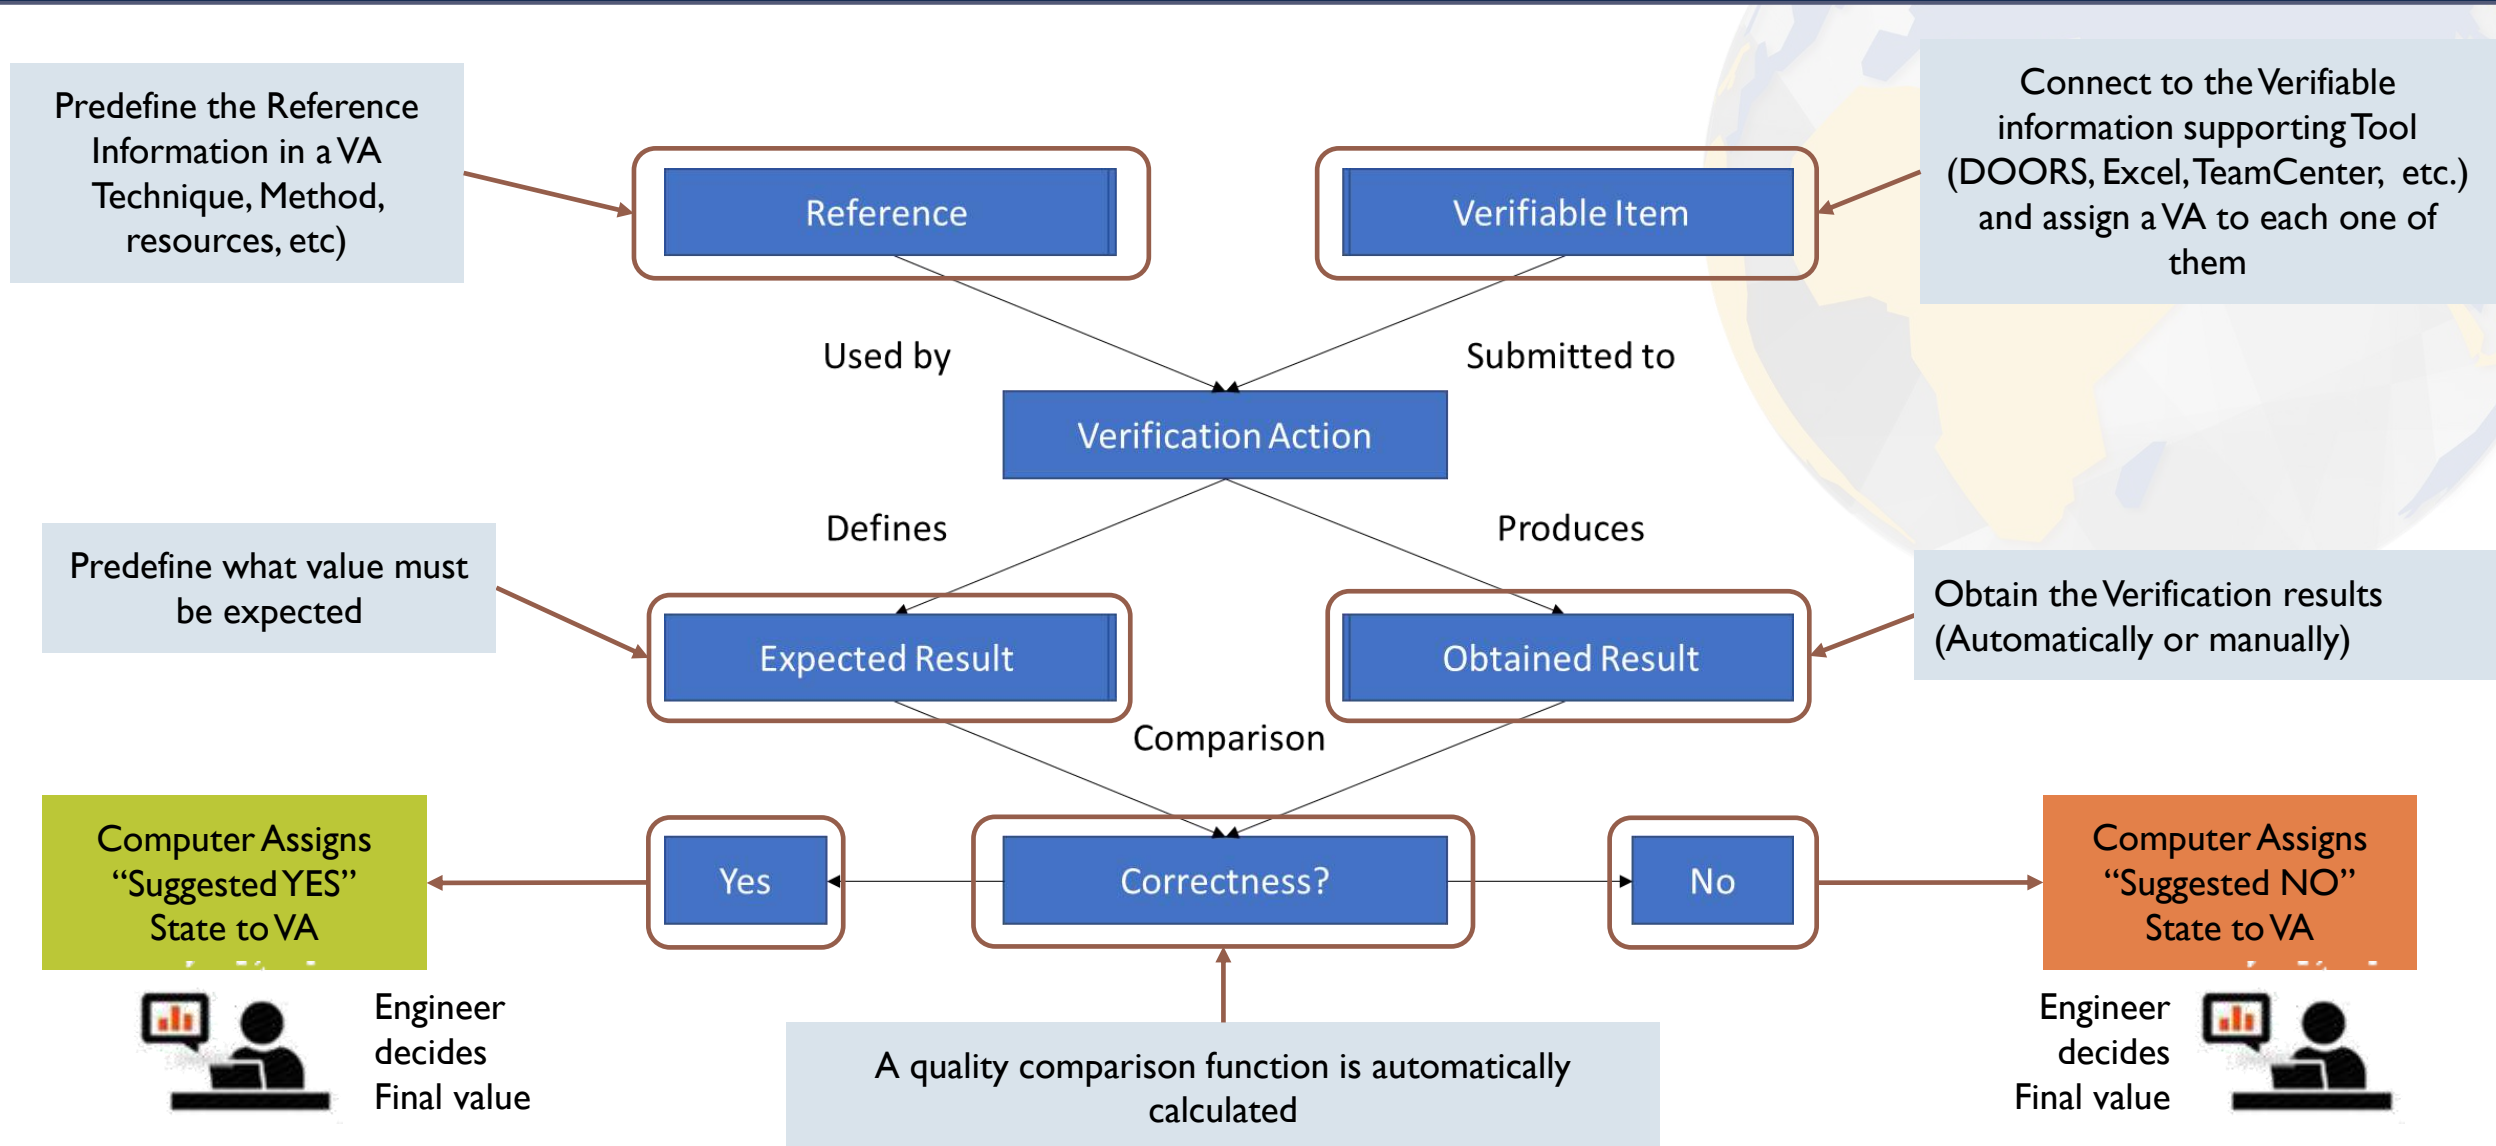 Predefine the Reference
Information in a VA
Technique, Method,
resources, etc)
Reference
Verifiable Item
Connect to the Verifiable
information supporting Tool
(DOORS, Excel, TeamCenter, etc.)
and assign a VA to each one of
them
Used by
Submitted to
Verification Action
Defines
Produces
Predefine what value must
be expected
Expected Result
Obtained Result
Obtain the Verification results
(Automatically or manually)
Comparison
Computer Assigns
“Suggested YES”
State to VA
Yes
Correctness?
No
Computer Assigns
“Suggested NO”
State to VA
Engineer
decides
Final value
A quality comparison function is automatically
calculated
Engineer
decides
Final value